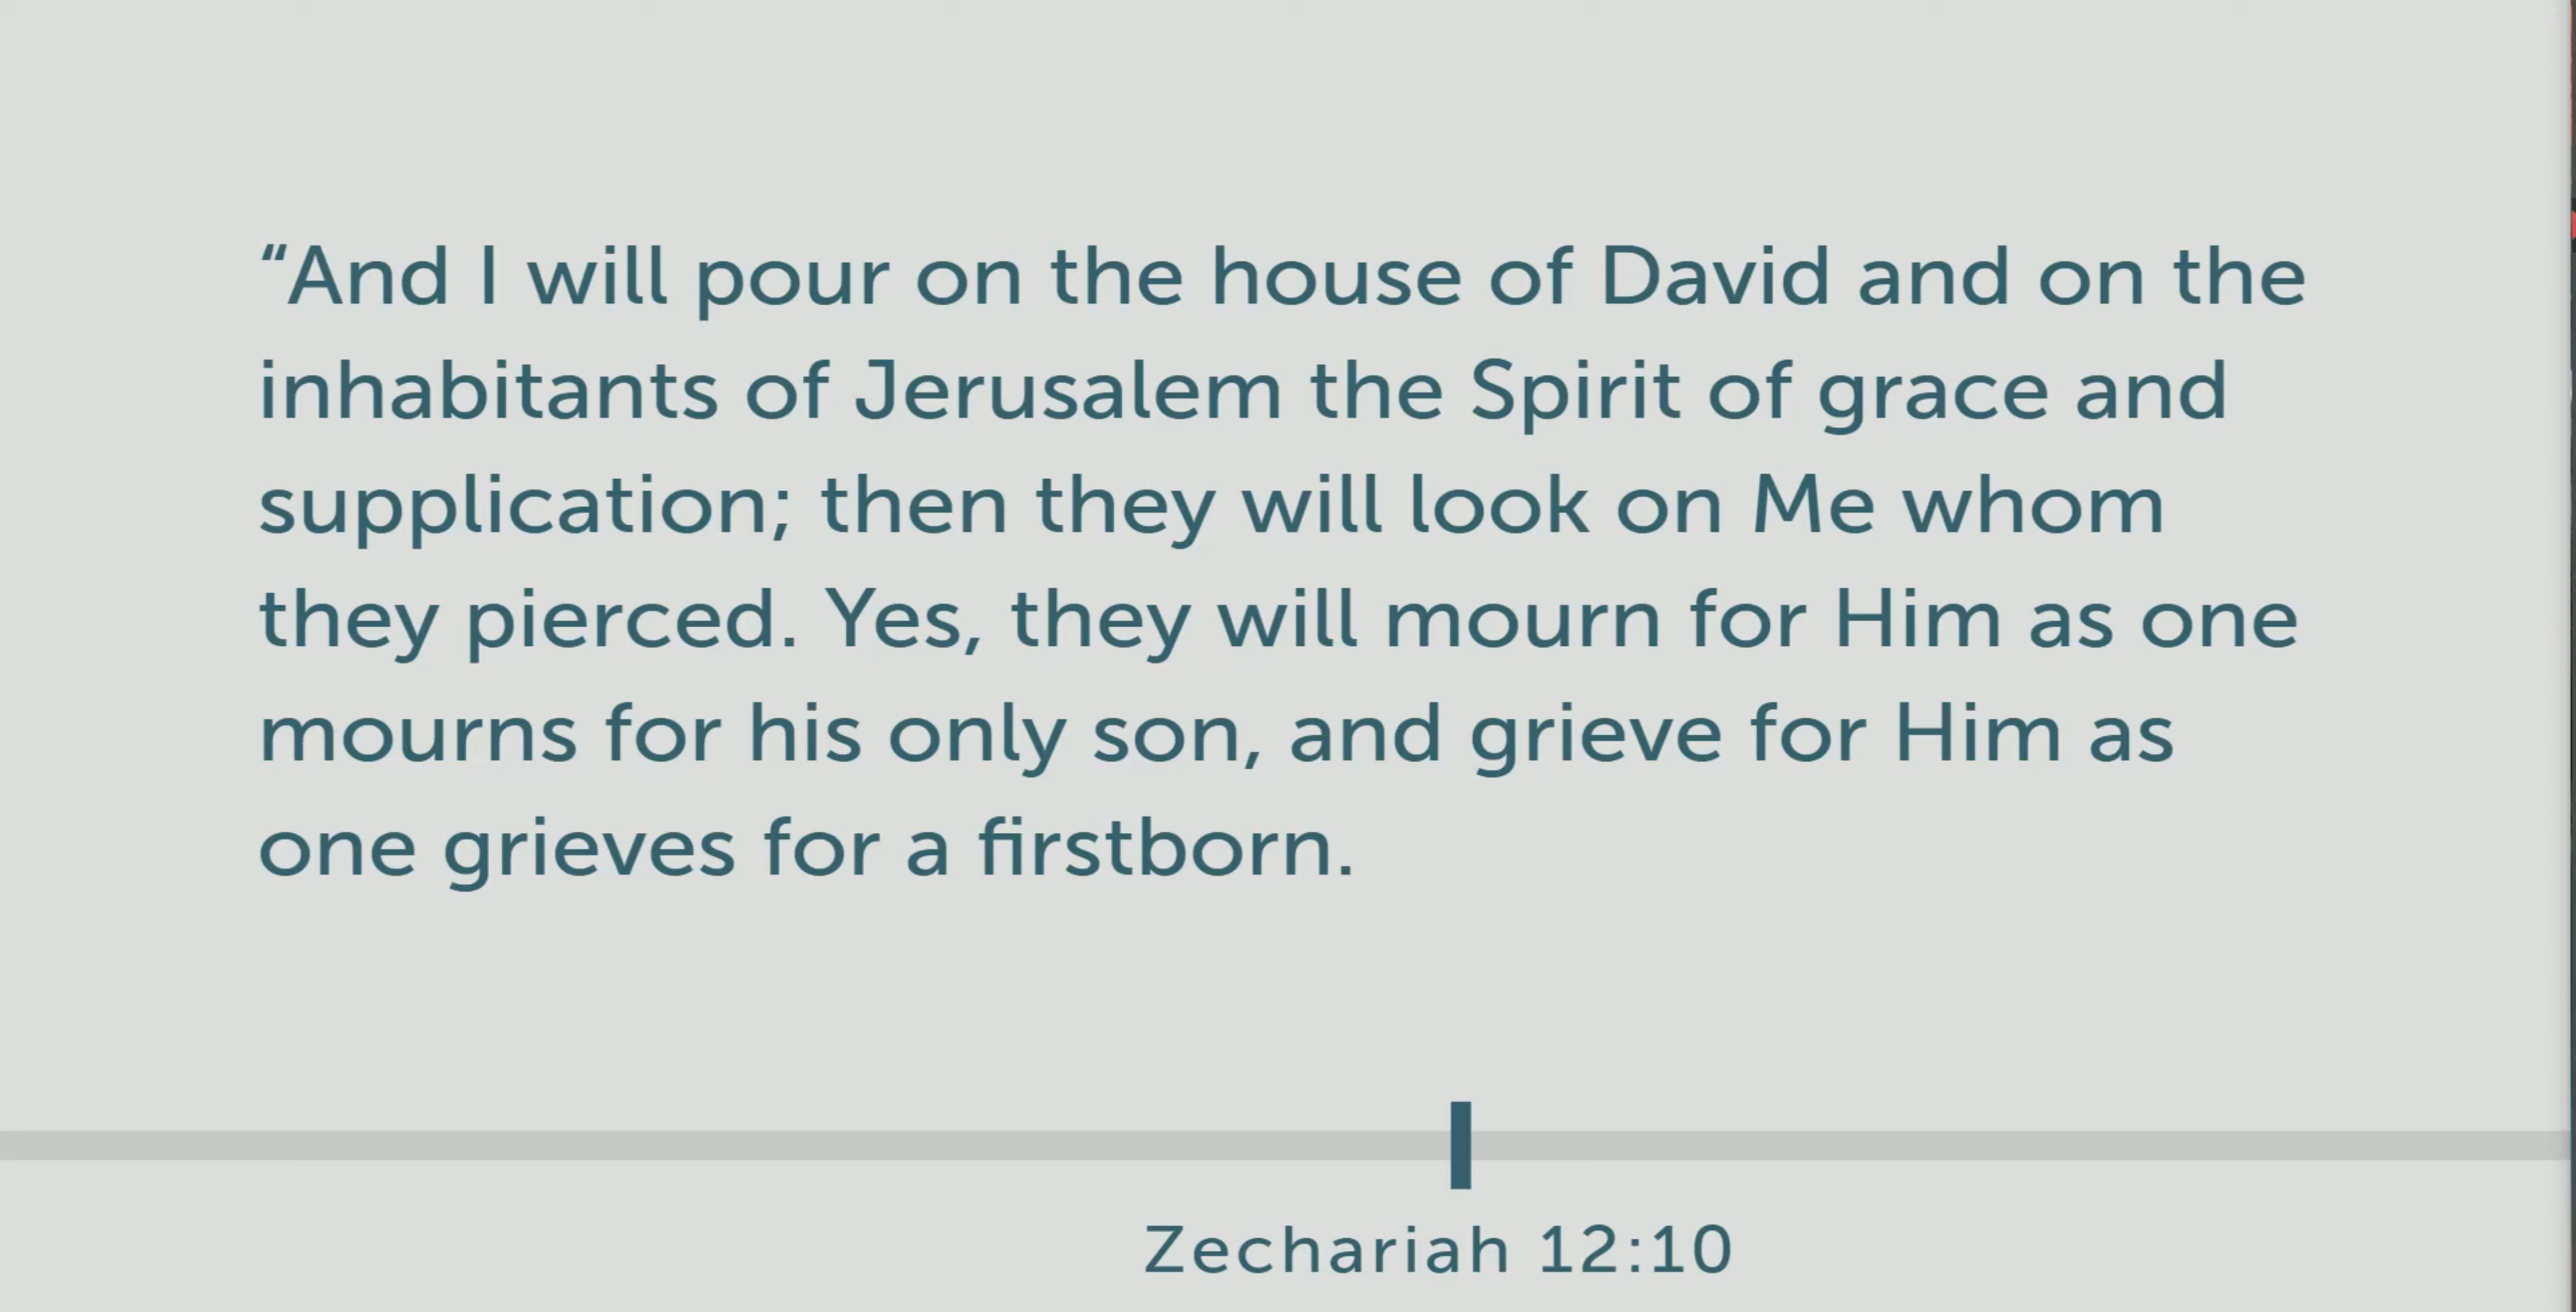 “And I will pour on the house of David and on the
inhabitants of Jerusalem the Spirit of grace and
supplication; then they will look on Me whom
they pierced. Yes, they will mourn for Him as one
mourns for his only son, and grieve for Him as
one grieves for a firstborn.
Zechariah 12:10